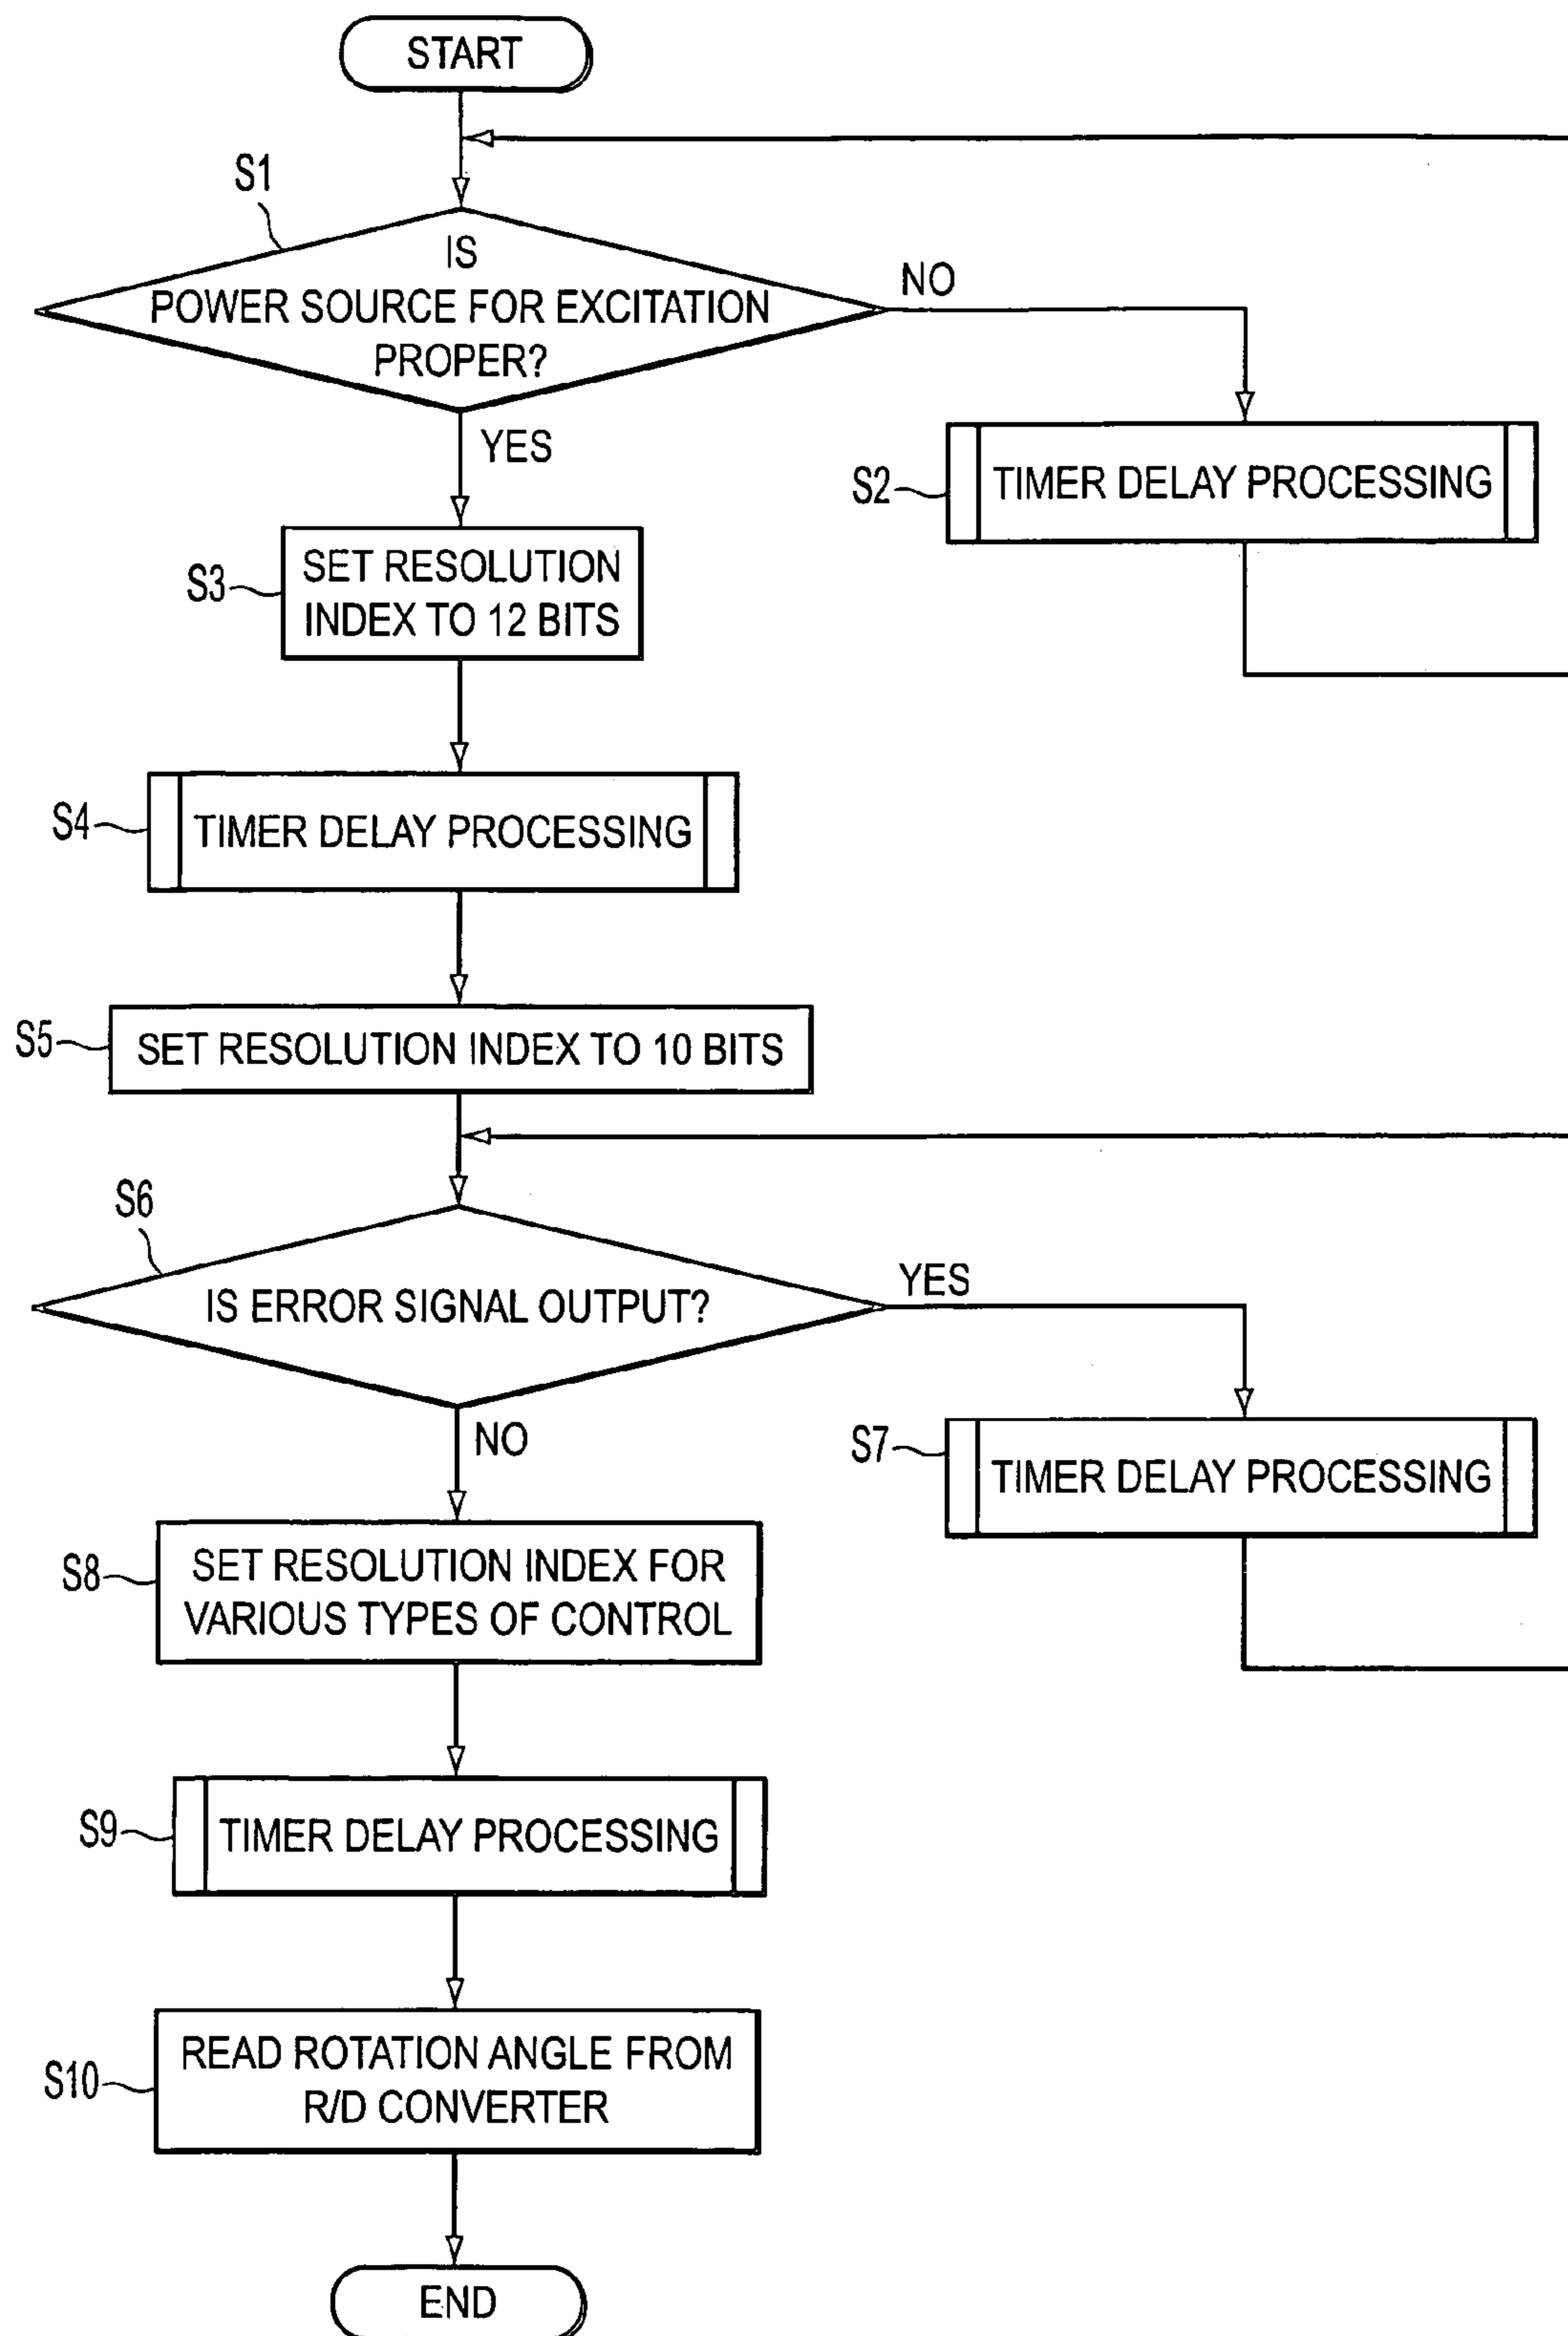 START
S1
IS
POWER SOURCE FOR EXCITATION
PROPER?
NO
YES
S2
TIMER DELAY PROCESSING
S3
SET RESOLUTION
INDEX TO 12 BITS
S4
TIMER DELAY PROCESSING
S5
SET RESOLUTION INDEX TO 10 BITS
S6
IS ERROR SIGNAL OUTPUT?
YES
NO
S7
TIMER DELAY PROCESSING
S8
SET RESOLUTION INDEX FOR
VARIOUS TYPES OF CONTROL
S9
TIMER DELAY PROCESSING
S10
READ ROTATION ANGLE FROM
R/D CONVERTER
END